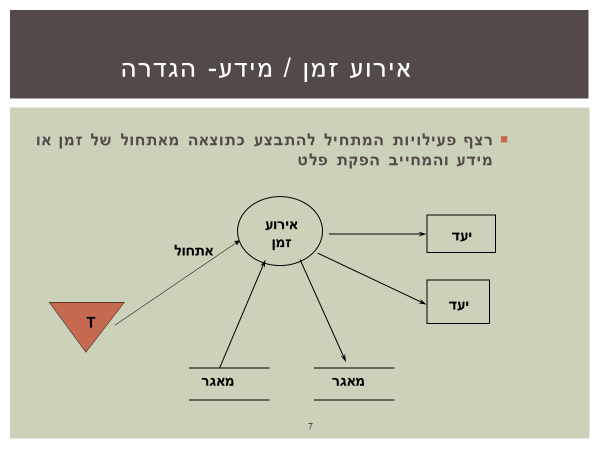 אירוע זמן / מידע- הגדרה
רצף פעילויות המתחיל להתבצע כתוצאה מאתחול של זמן או
מידע והמחייב הפקת פלט
אירוע
זמן
יעד
אתחול
יעד
T
מאגר
מאגר
7